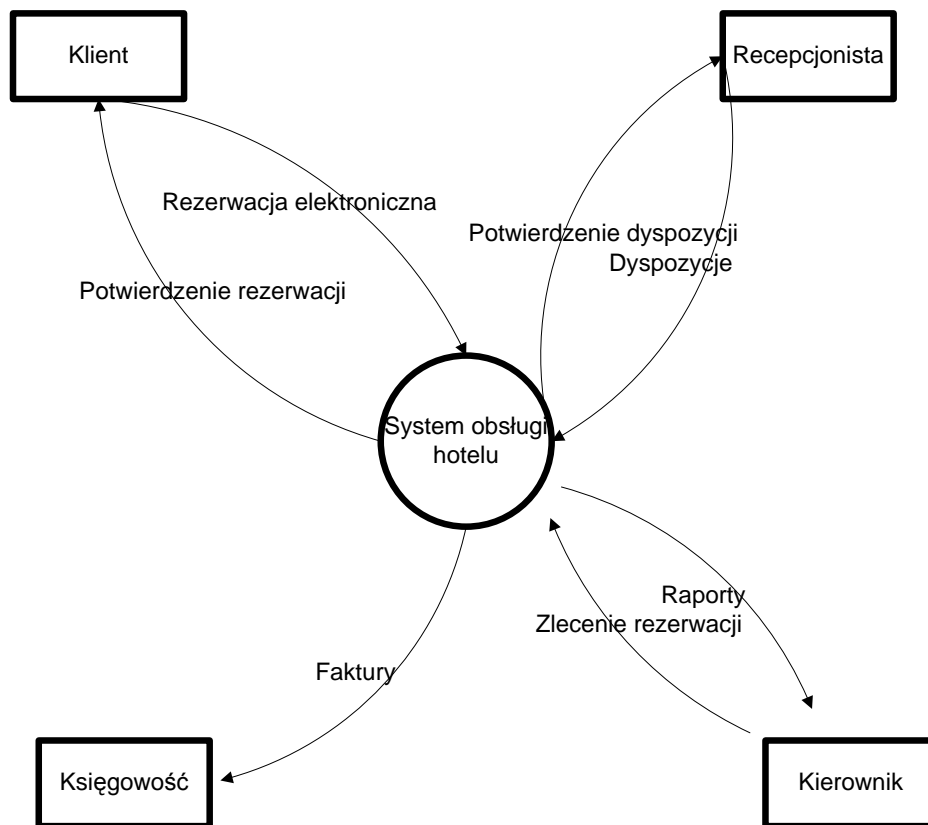 Klient
Recepcjonista
Rezerwacja elektroniczna
Potwierdzenie dyspozycji
Dyspozycje
Potwierdzenie rezerwacji
System obsługi
hotelu
Raporty
Zlecenie rezerwacji
Faktury
Księgowość
Kierownik